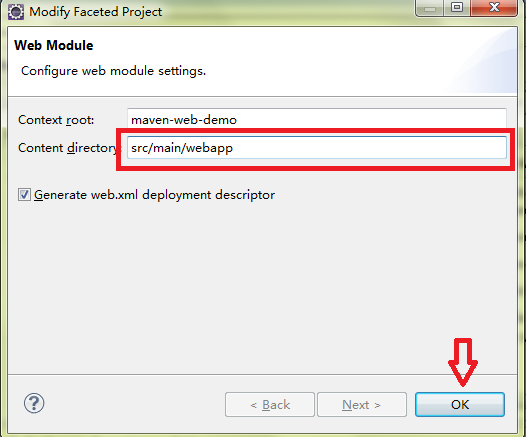 Modify Faceted Project
Web Module
Configure web module settings.
Context root: maven-web-demo
Content directory: src/main/webapp
Generate web.xml deployment descriptor
?
< Back Next > OK